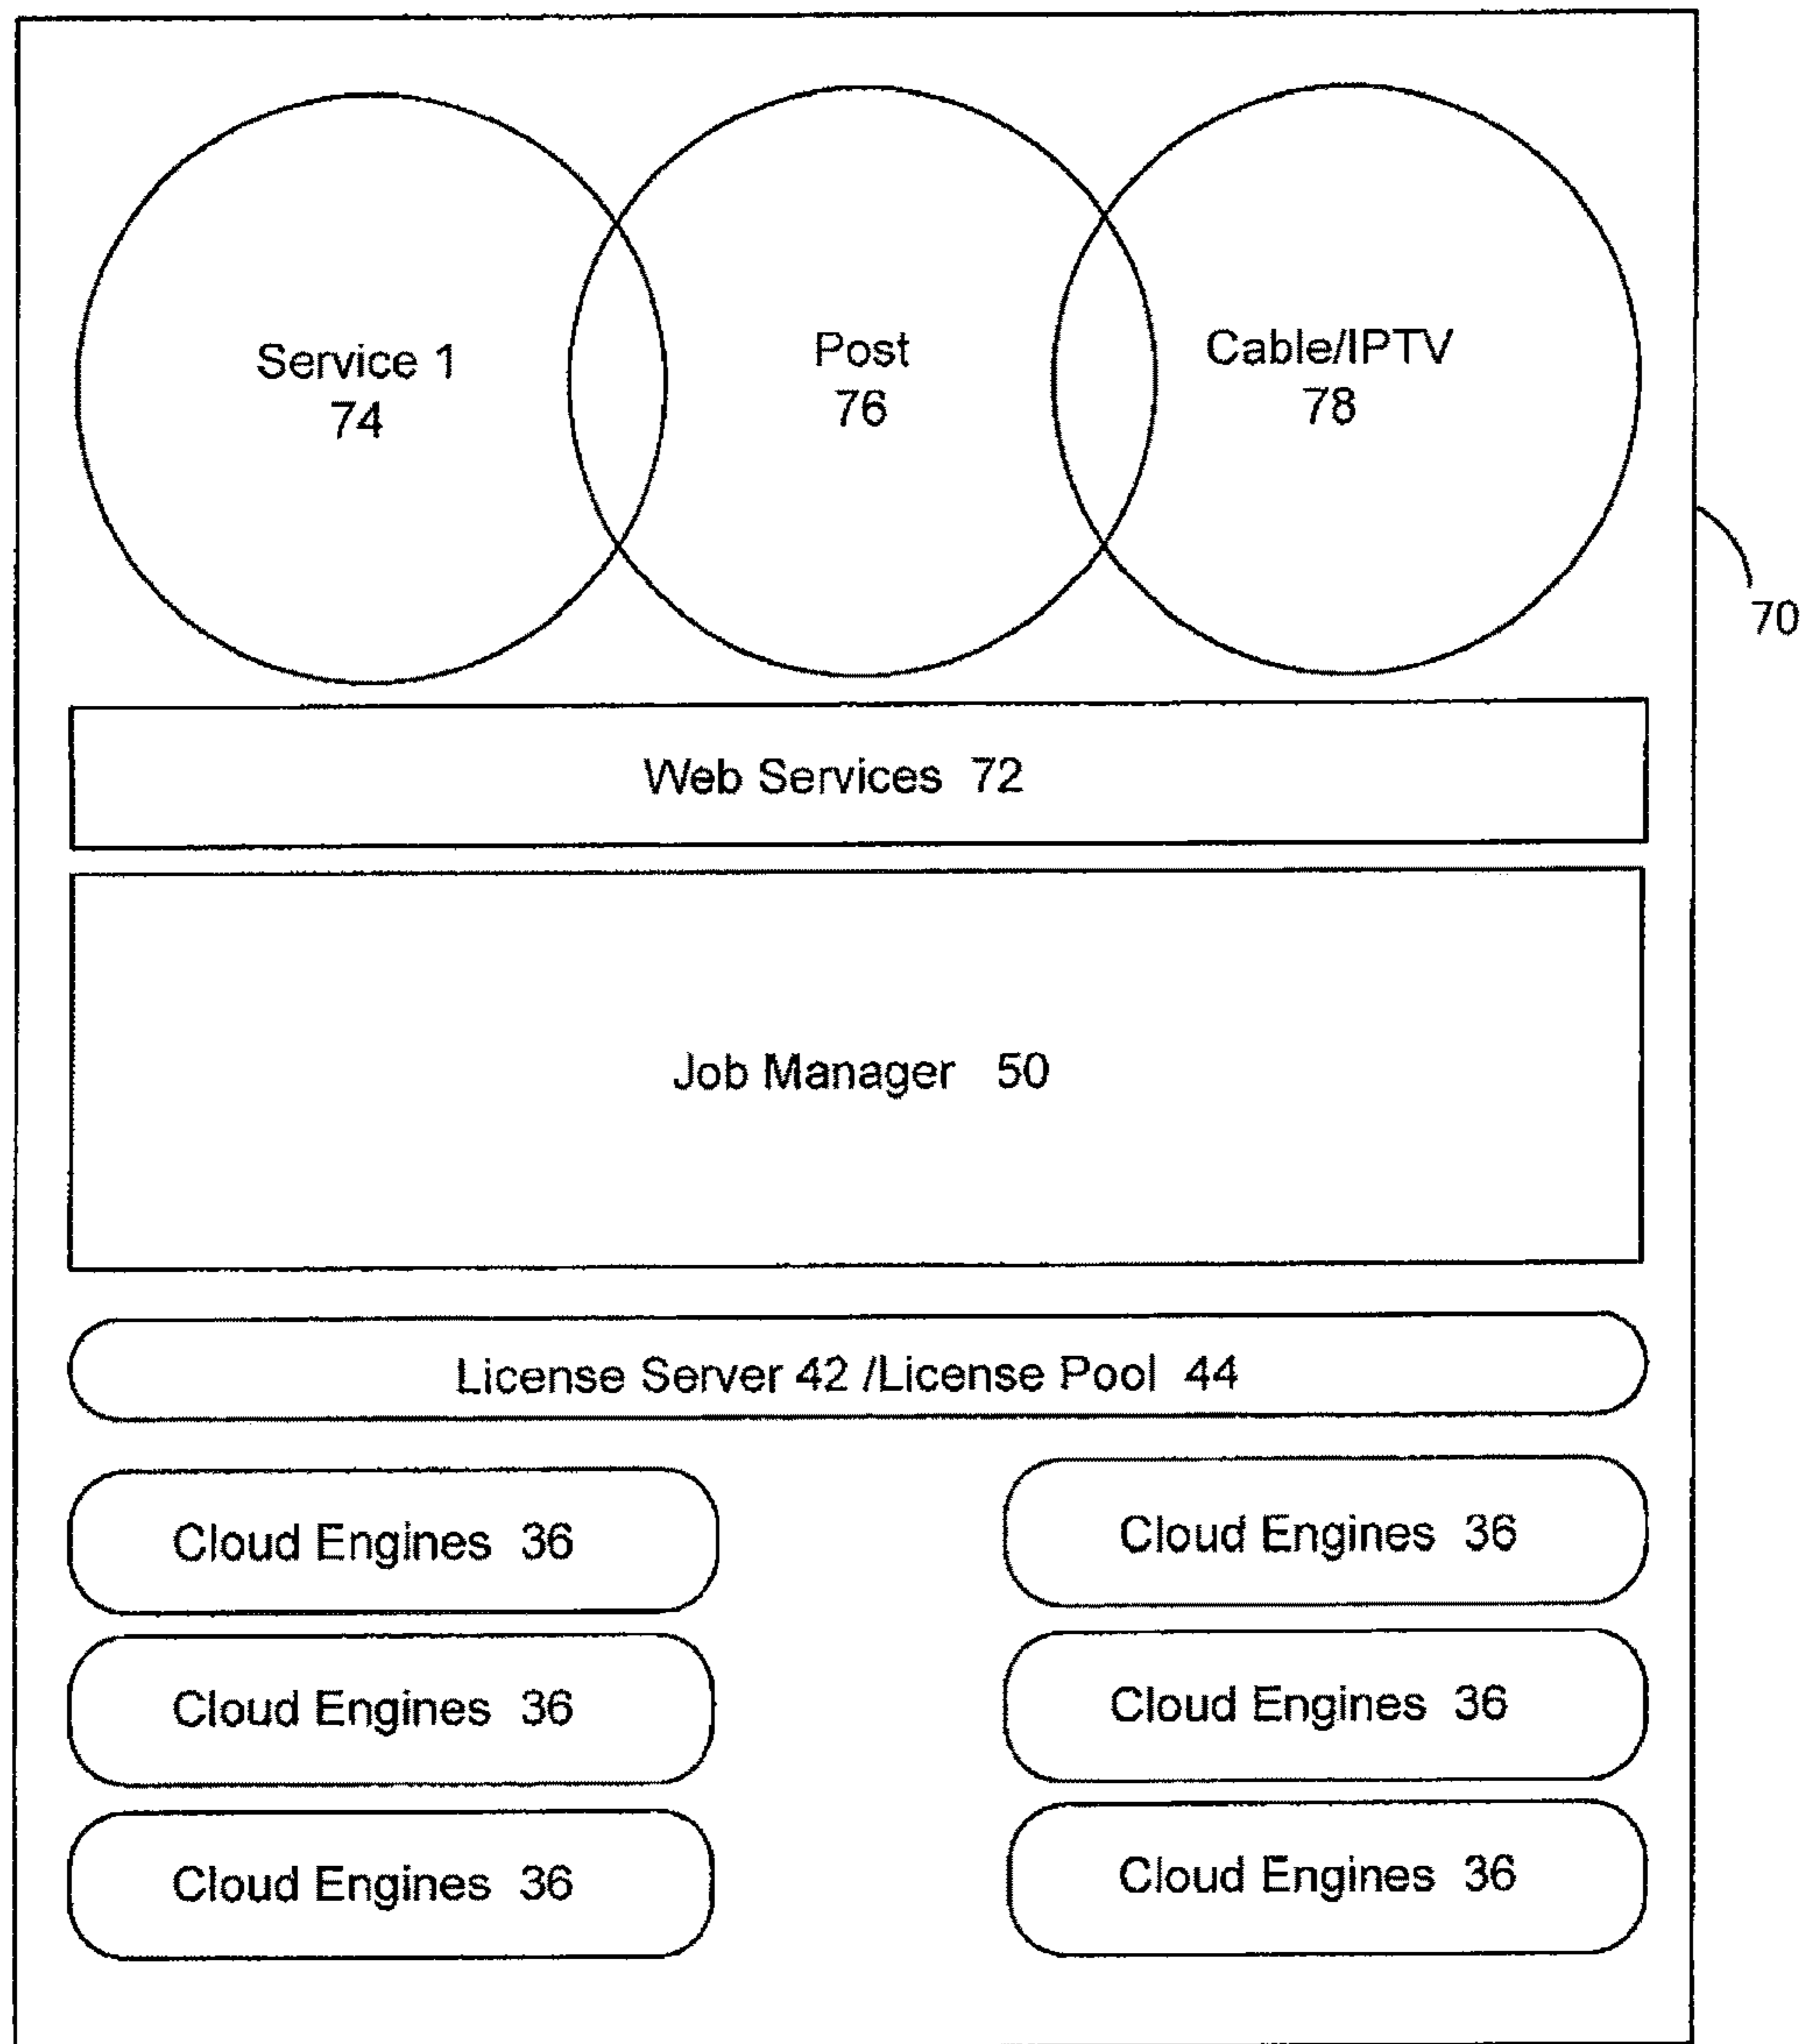 Service 1
74
Post
76
Cable/IPTV
78
70
Web Services 72
Job Manager 50
License Server 42 /License Pool 44
Cloud Engines 36
Cloud Engines 36
Cloud Engines 36
Cloud Engines 36
Cloud Engines 36
Cloud Engines 36